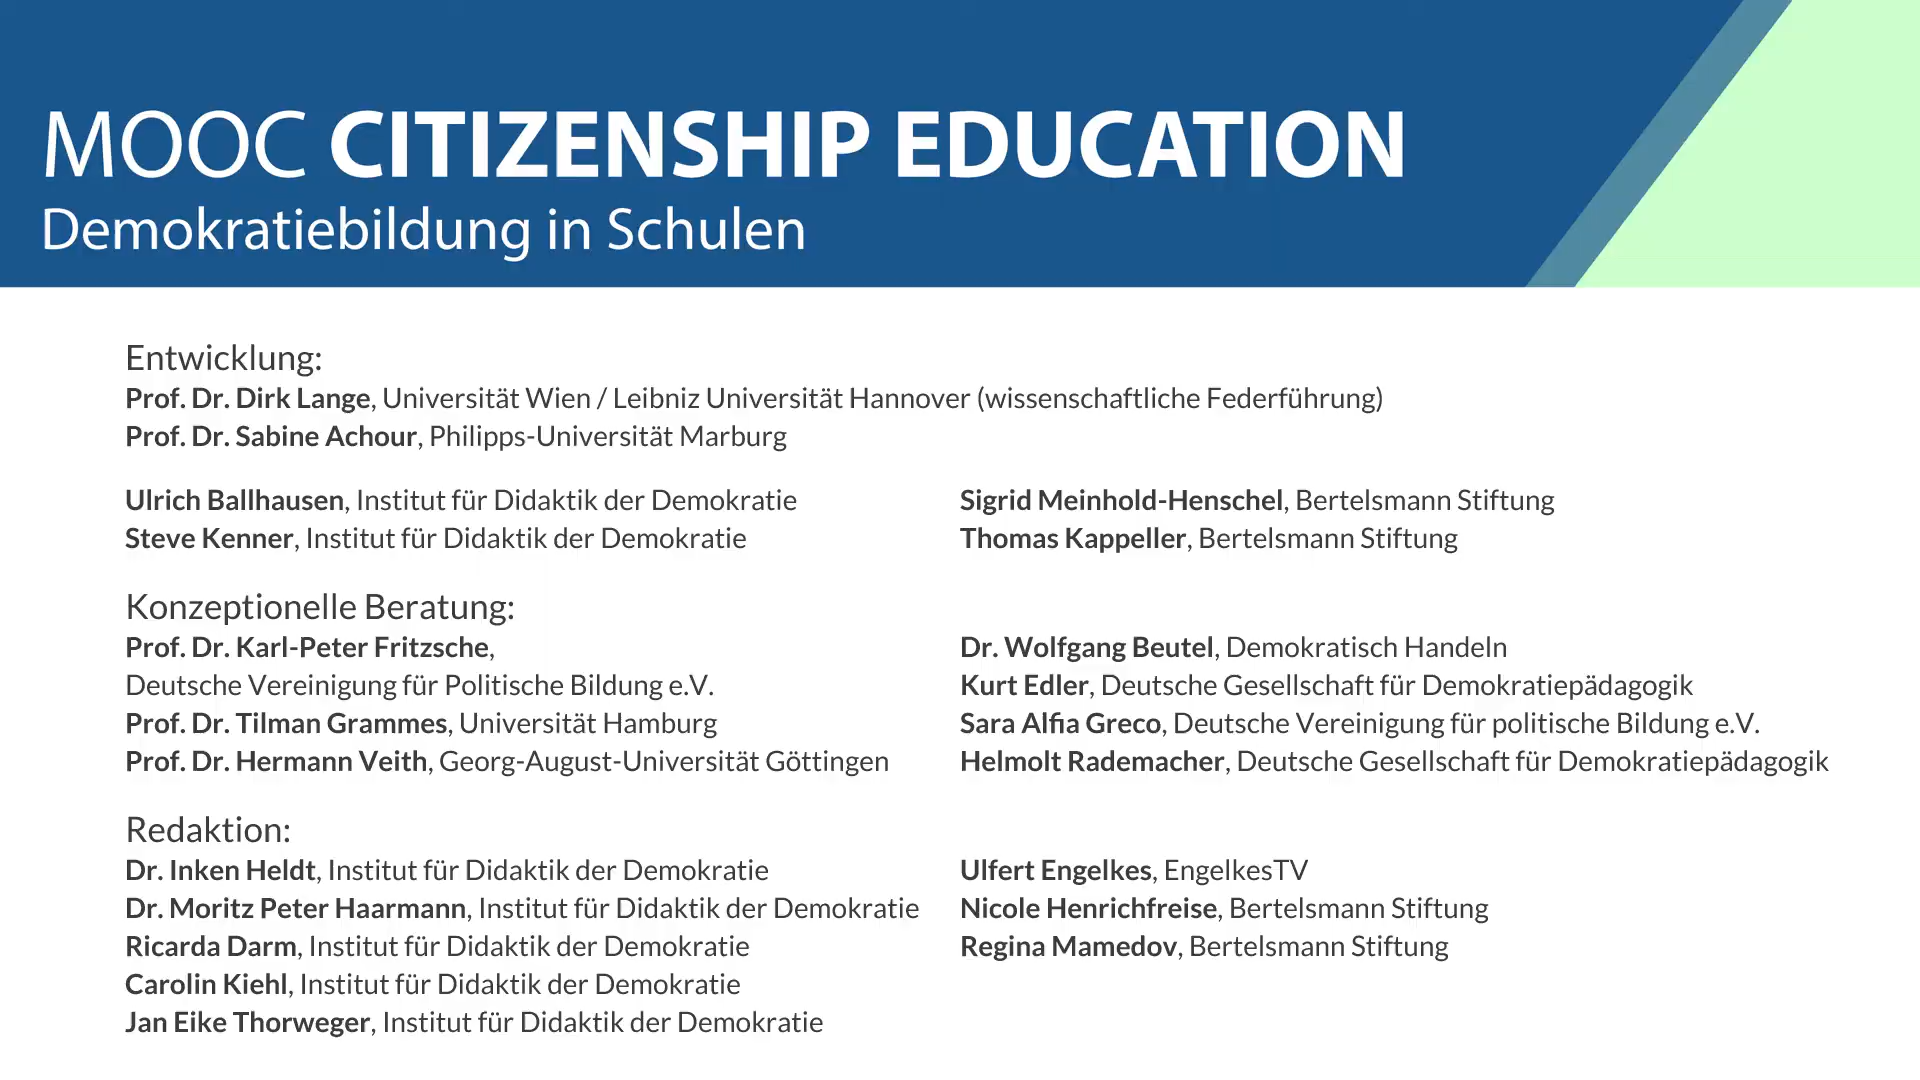 MOOC CITIZENSHIP EDUCATION
Demokratiebildung in Schulen
Entwicklung:
Prof. Dr. Dirk Lange, Universität Wien / Leibniz Universität Hannover (wissenschaftliche Federführung)
Prof. Dr. Sabine Achour, Philipps-Universität Marburg
Ulrich Ballhausen, Institut für Didaktik der Demokratie
Steve Kenner, Institut für Didaktik der Demokratie
Sigrid Meinhold-Henschel, Bertelsmann Stiftung
Thomas Kappeller, Bertelsmann Stiftung
Konzeptionelle Beratung:
Prof. Dr. Karl-Peter Fritzsche,
Deutsche Vereinigung für Politische Bildung e.V.
Prof. Dr. Tilman Grammes, Universität Hamburg
Prof. Dr. Hermann Veith, Georg-August-Universität Göttingen
Dr. Wolfgang Beutel, Demokratisch Handeln
Kurt Edler, Deutsche Gesellschaft für Demokratiepädagogik
Sara Alfia Greco, Deutsche Vereinigung für politische Bildung e.V.
Helmolt Rademacher, Deutsche Gesellschaft für Demokratiepädagogik
Redaktion:
Dr. Inken Heldt, Institut für Didaktik der Demokratie
Dr. Moritz Peter Haarmann, Institut für Didaktik der Demokratie
Ricarda Darm, Institut für Didaktik der Demokratie
Carolin Kiehl, Institut für Didaktik der Demokratie
Jan Eike Thorweger, Institut für Didaktik der Demokratie
Ulfert Engelkes, EngelkesTV
Nicole Henrichfreise, Bertelsmann Stiftung
Regina Mamedov, Bertelsmann Stiftung